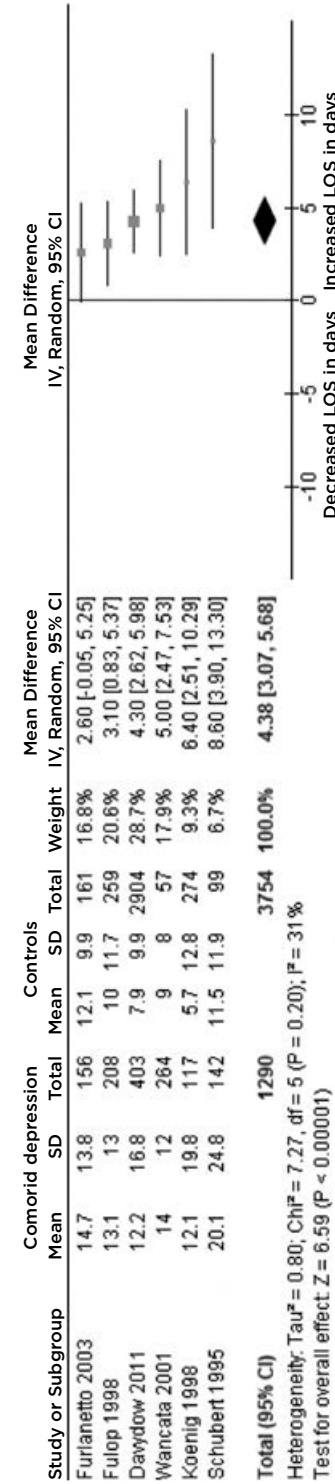 Comorid depression Controls Mean Difference Mean Difference
Study or Subgroup Mean SD Total Mean SD Total Weight IV, Random, 95% CI IV, Random, 95% CI
Furlanetto 2003 14.7 13.8 156 12.1 9.9 161 16.8% 2.60 [-0.05, 5.25]
Fulop 1998 13.1 13 208 10 11.7 259 20.6% 3.10 [0.83, 5.37]
Davydow 2011 12.2 16.8 403 7.9 9.9 2904 28.7% 4.30 [2.62, 5.98]
Wancata 2001 14 12 264 9 8 57 17.9% 5.00 [2.47, 7.53]
Koenig 1998 12.1 19.8 117 5.7 12.8 274 9.3% 6.40 [2.51, 10.29]
Schubert 1995 20.1 24.8 142 11.5 11.9 99 6.7% 8.60 [3.90, 13.30]
Total (95% CI) 1290 3754 100.0% 4.38 [3.07, 5.68]
Heterogeneity: Tau² = 0.80; Chi² = 7.27, df = 5 (P = 0.20); I² = 31%
Test for overall effect: Z = 6.59 (P < 0.00001)
-10 -5 0 5 10
Decreased LOS in days Increased LOS in days